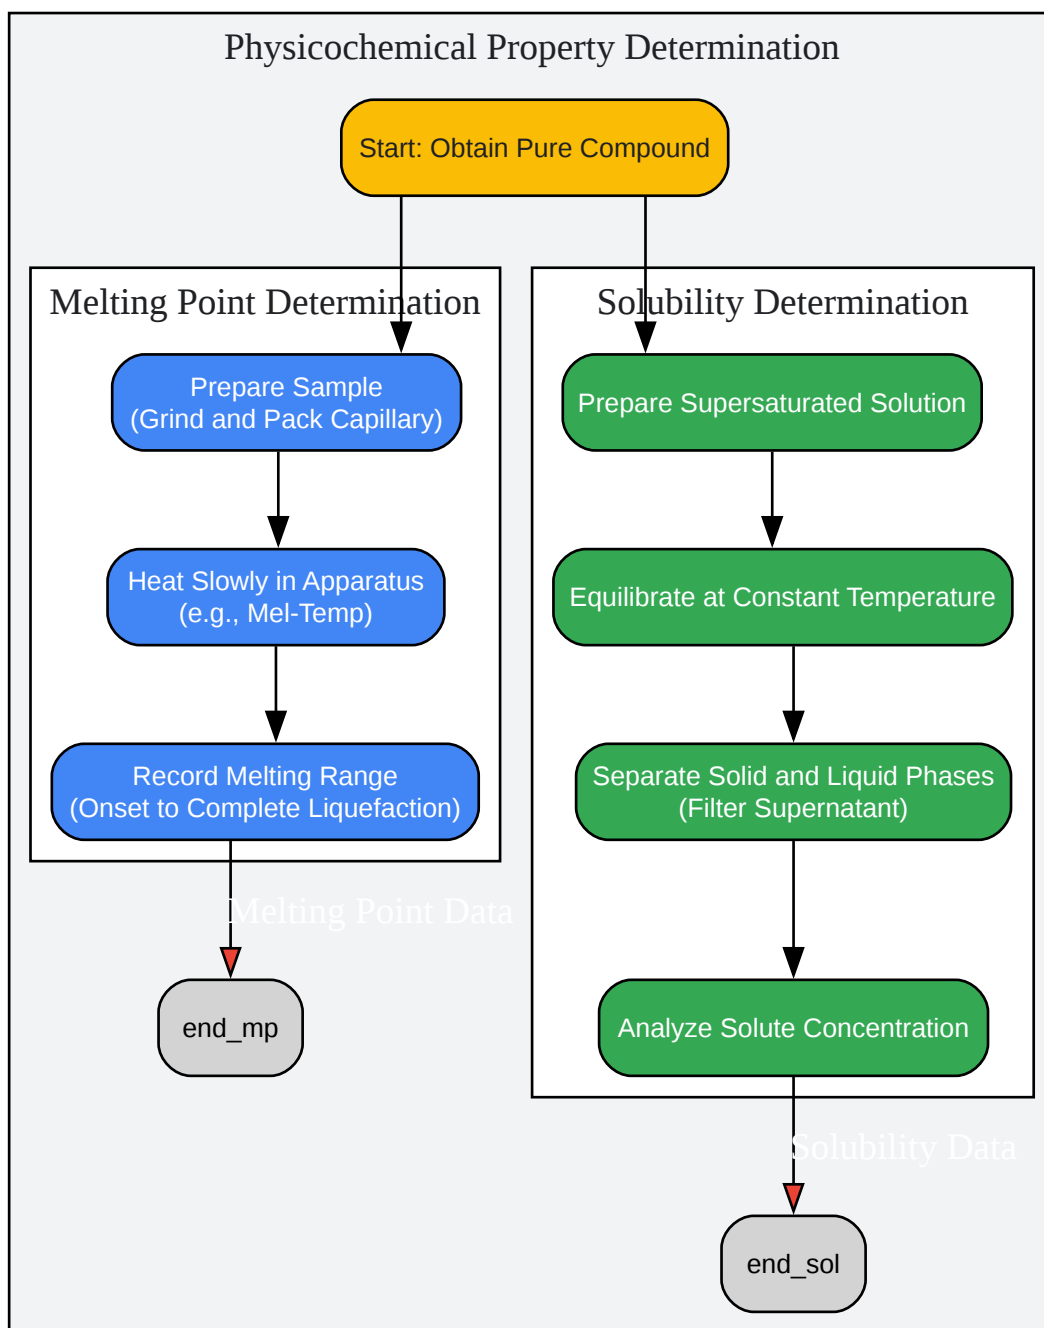 Physicochemical Property Determination
Start: Obtain Pure Compound
Melting Point Determination
Prepare Sample
(Grind and Pack Capillary)
Heat Slowly in Apparatus
(e.g., Mel-Temp)
Record Melting Range
(Onset to Complete Liquefaction)
Melting Point Data
end_mp
Solubility Determination
Prepare Supersaturated Solution
Equilibrate at Constant Temperature
Separate Solid and Liquid Phases
(Filter Supernatant)
Analyze Solute Concentration
Solubility Data
end_sol